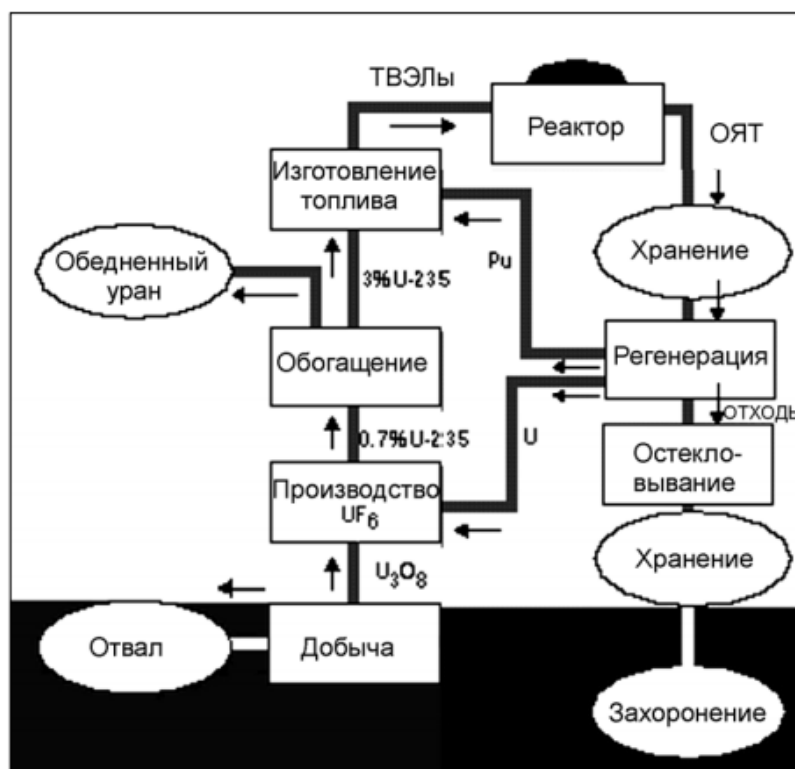 ТВЭЛы
Реактор
ОЯТ
Изготовление
топлива
Хранение
Обедненный
уран
3%U-235
Pu
Обогащение
Регенерация
0.7%U-235
U
отходы
Остекло-
вывание
Производство
UF6
Хранение
U3O8
Отвал
Добыча
Захоронение